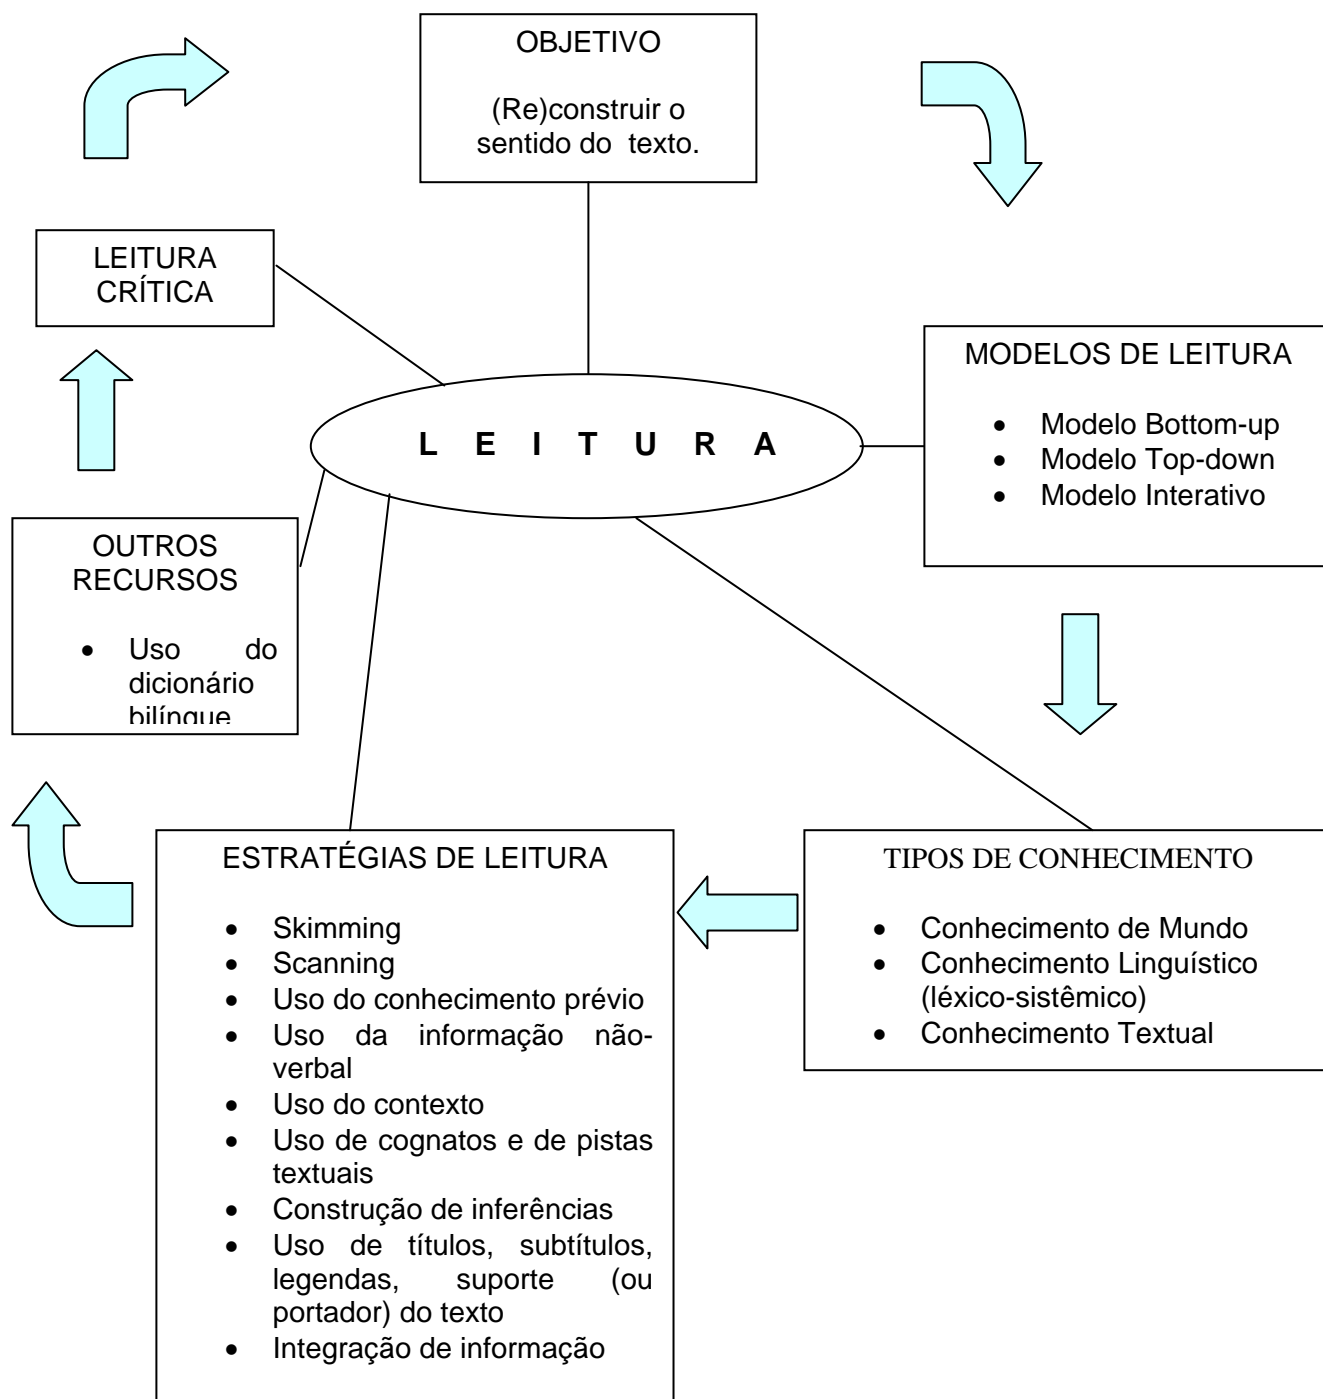 OBJETIVO
(Re)construir o
sentido do texto.
LEITURA
CRÍTICA
MODELOS DE LEITURA
• Modelo Bottom-up
• Modelo Top-down
• Modelo Interativo
L E I T U R A
OUTROS
RECURSOS
• Uso do
dicionário
bilíngue
ESTRATÉGIAS DE LEITURA
• Skimming
• Scanning
• Uso do conhecimento prévio
• Uso da informação não-
verbal
• Uso do contexto
• Uso de cognatos e de pistas
textuais
• Construção de inferências
• Uso de títulos, subtítulos,
legendas, suporte (ou
portador) do texto
• Integração de informação
TIPOS DE CONHECIMENTO
• Conhecimento de Mundo
• Conhecimento Linguístico
(léxico-sistêmico)
• Conhecimento Textual